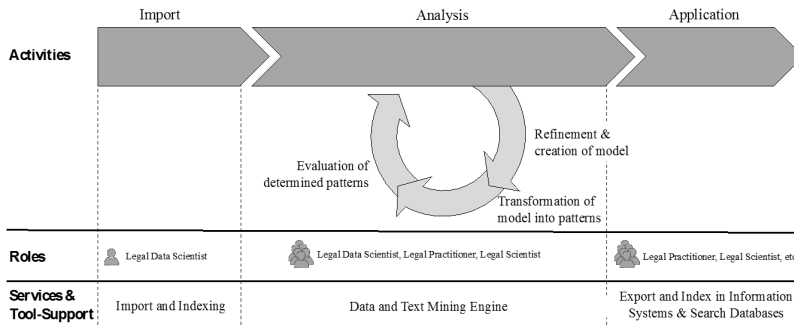 Import
Analysis
Application
Activities
Refinement &
creation of model
Evaluation of
determined patterns
Transformation of
model into patterns
Roles
Legal Data Scientist
Legal Data Scientist, Legal Practitioner, Legal Scientist
Legal Practitioner, Legal Scientist, etc
Services &
Tool-Support
Import and Indexing
Data and Text Mining Engine
Export and Index in Information
Systems & Search Databases